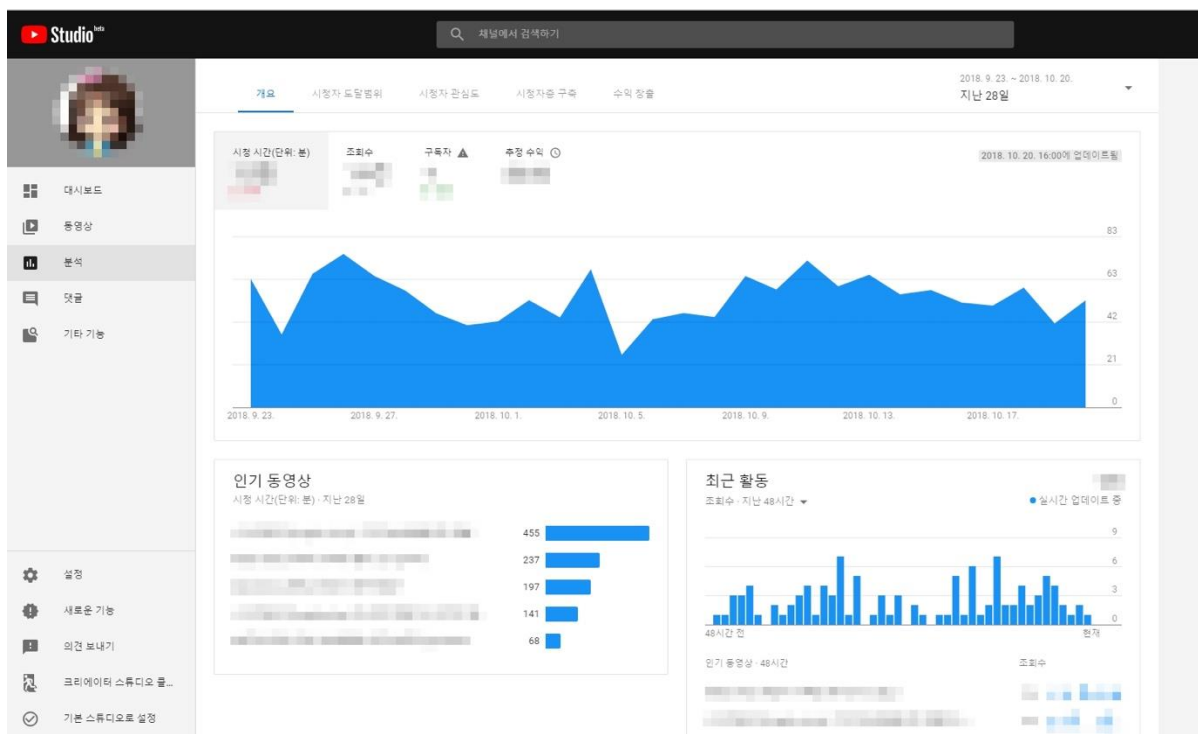 Studio beta
채널에서 검색하기
대시보드
동영상
분석
댓글
기타 기능
설정
새로운 기능
의견 보내기
크리에이터 스튜디오 클...
기본 스튜디오로 설정
개요 시청자 도달범위 시청자 관심도 시청자층 구축 수익 창출
2018. 9. 23. ~ 2018. 10. 20.
지난 28일
시청 시간(단위: 분) 조회수 구독자 추정 수익
2018. 10. 20. 16:00에 업데이트됨
83
63
42
21
0
2018. 9. 23. 2018. 9. 27. 2018. 10. 1. 2018. 10. 5. 2018. 10. 9. 2018. 10. 13. 2018. 10. 17.
인기 동영상
시청 시간(단위: 분) · 지난 28일
455
237
197
141
68
최근 활동
조회수 · 지난 48시간
실시간 업데이트 중
9
6
3
0
48시간 전 현재
인기 동영상 · 48시간 조회수